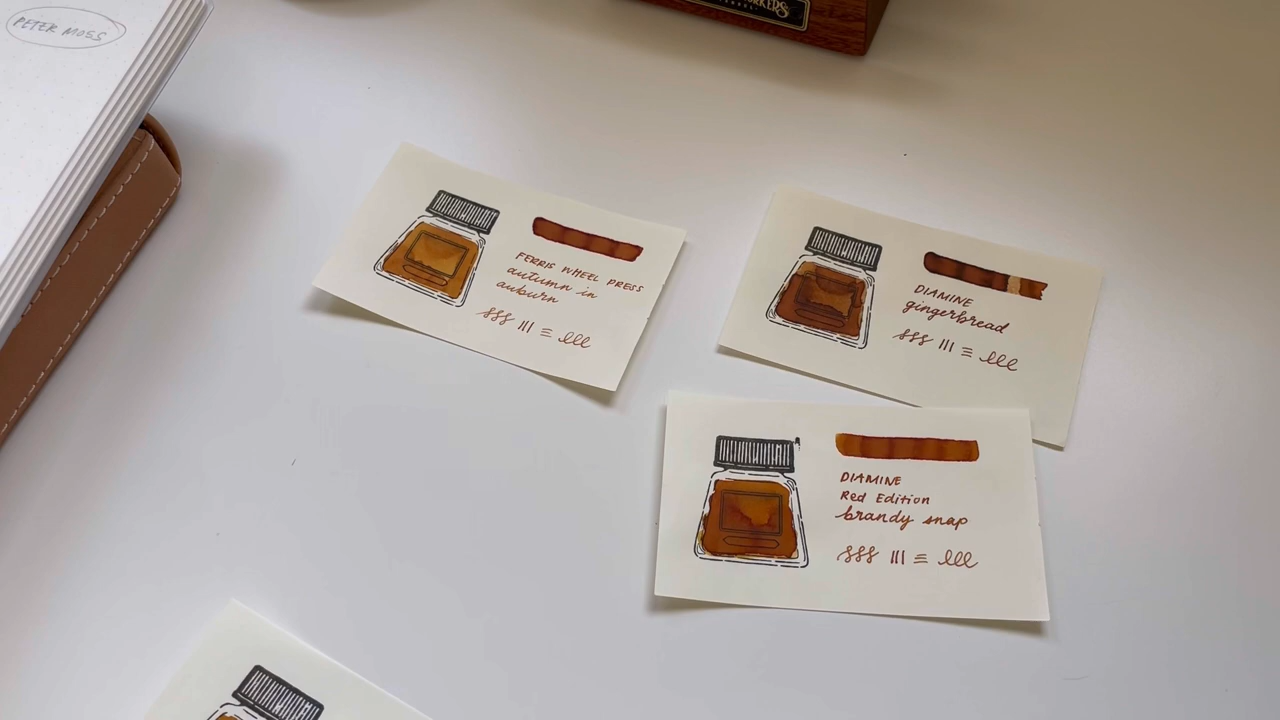 PETER MOSS
FERRIS WHEEL PRESS
autumn in
auburn
DIAMINE
gingerbread
DIAMINE
Red Edition
brandy snap